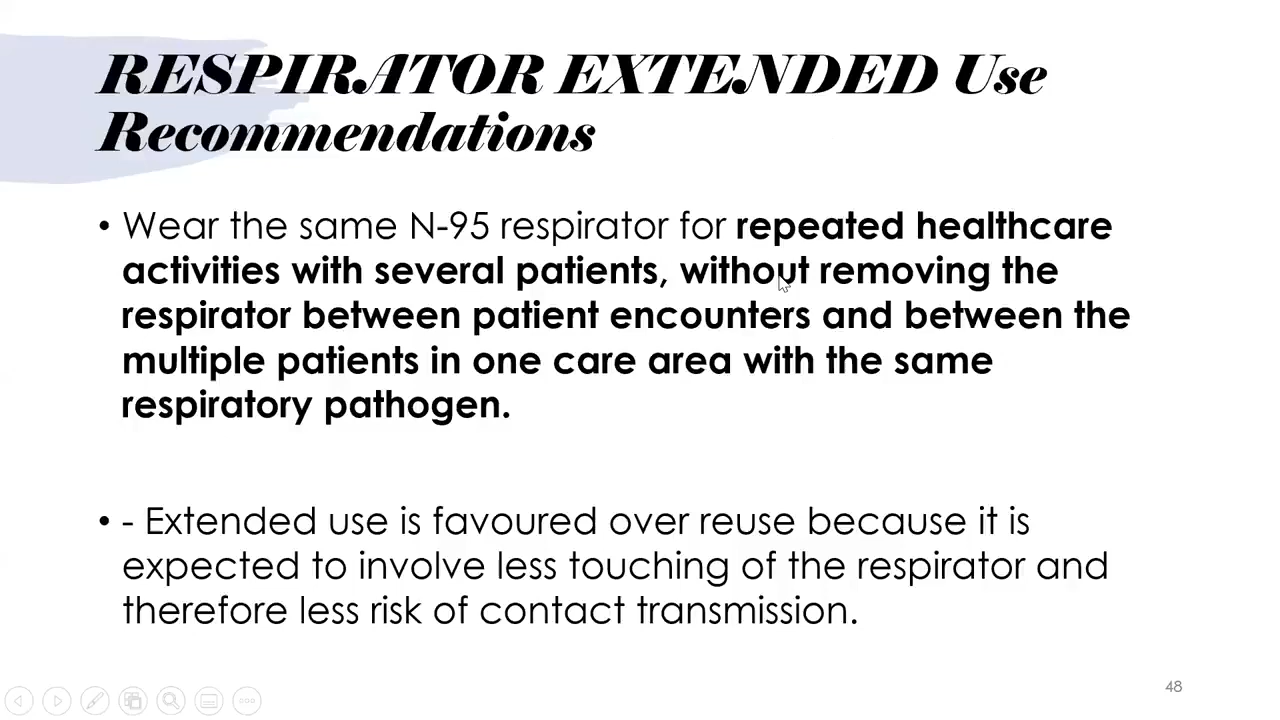 RESPIRATOR EXTENDED Use
Recommendations
• Wear the same N-95 respirator for repeated healthcare
activities with several patients, without removing the
respirator between patient encounters and between the
multiple patients in one care area with the same
respiratory pathogen.
• - Extended use is favoured over reuse because it is
expected to involve less touching of the respirator and
therefore less risk of contact transmission.
48